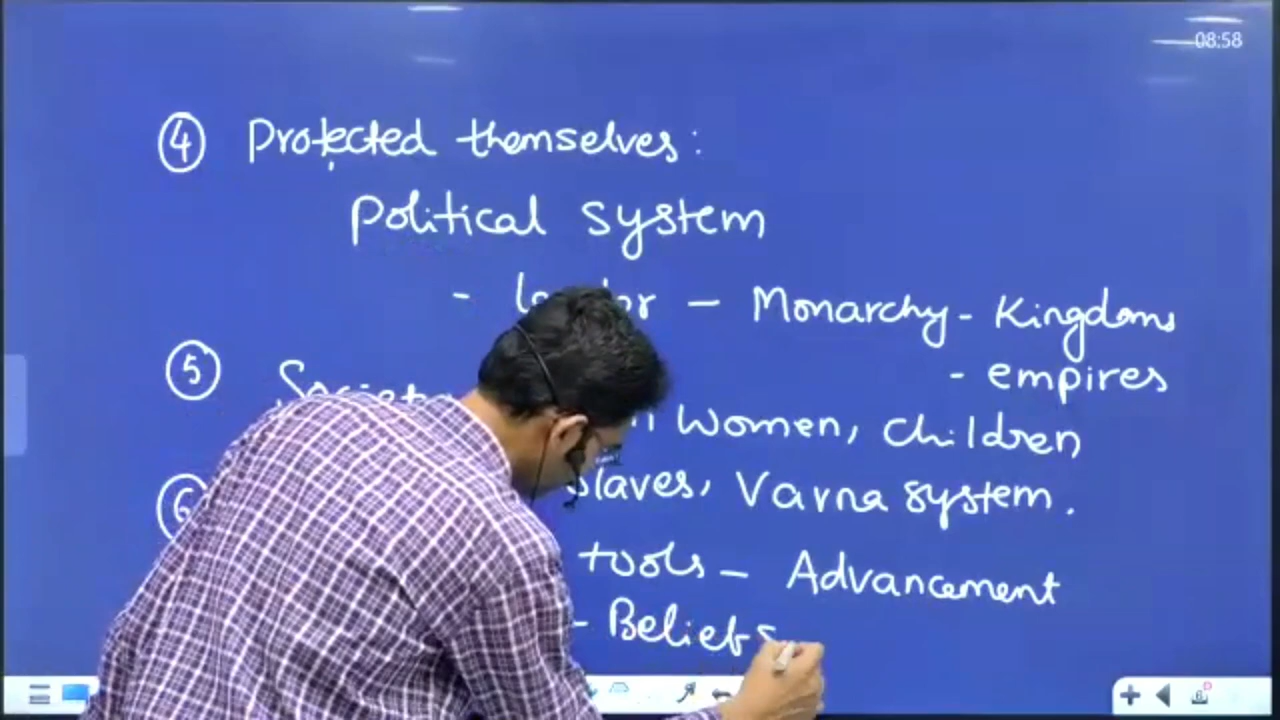 08:58
④ Protected themselves:
Political System
- – Monarchy - Kingdoms
- empires
⑤ Women, Children
Slaves, Varna System.
⑥ tools – Advancement
- Beliefs